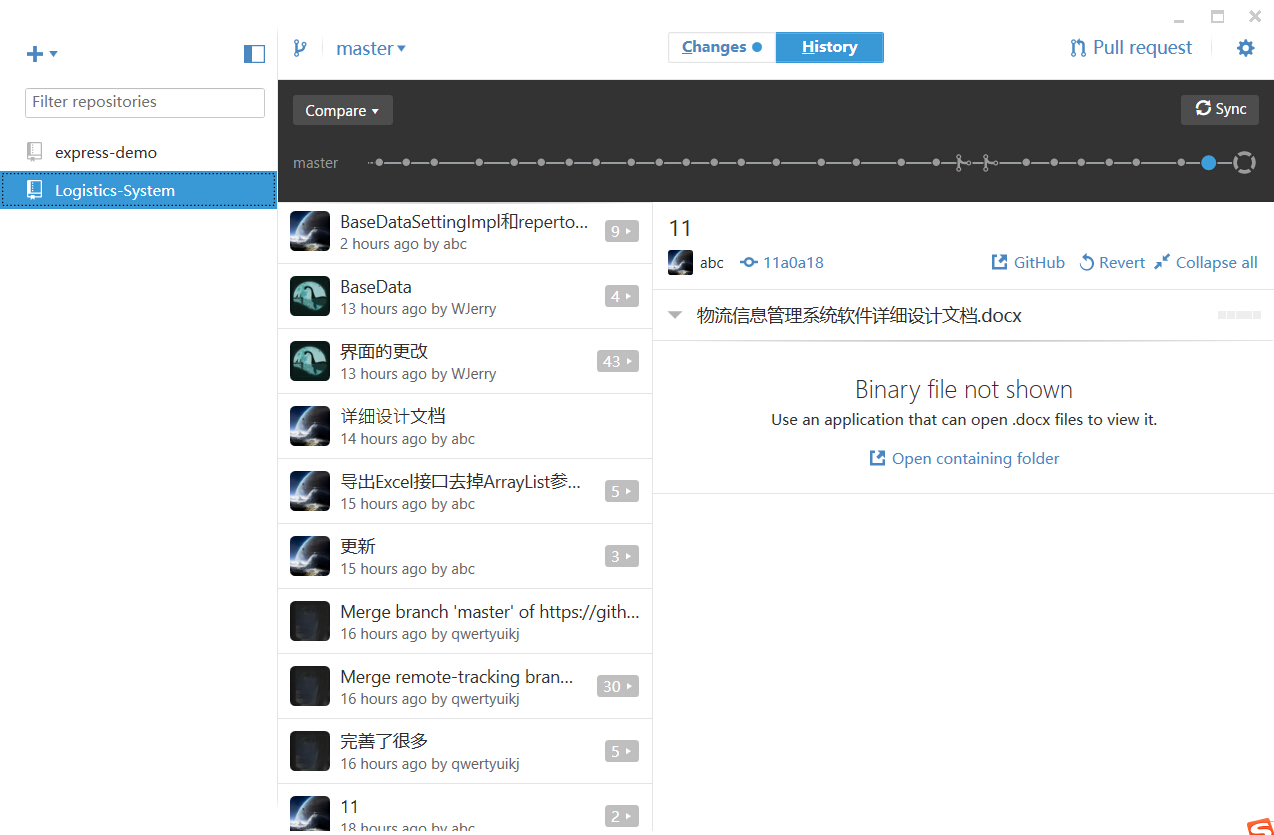 master
Changes
History
Pull request
Filter repositories
express-demo
Logistics-System
Compare
Sync
master
BaseDataSettingImpl和reperto...
2 hours ago by abc
9
BaseData
13 hours ago by WJerry
4
界面的更改
13 hours ago by WJerry
43
详细设计文档
14 hours ago by abc
导出Excel接口去掉ArrayList参...
15 hours ago by abc
5
更新
15 hours ago by abc
3
Merge branch 'master' of https://gith...
16 hours ago by qwertyuikj
Merge remote-tracking bran...
16 hours ago by qwertyuikj
30
完善了很多
16 hours ago by qwertyuikj
5
11
18 hours ago by abc
2
11
abc
11a0a18
GitHub
Revert
Collapse all
物流信息管理系统软件详细设计文档.docx
Binary file not shown
Use an application that can open .docx files to view it.
Open containing folder